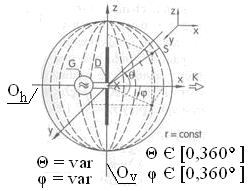 z
z
y
x
y
S
G
D
X
θ
φ
x
K
O_h
y
r = const
Θ = var
φ = var
O_v
Θ Є [0,360°]
φ Є [0,360°]